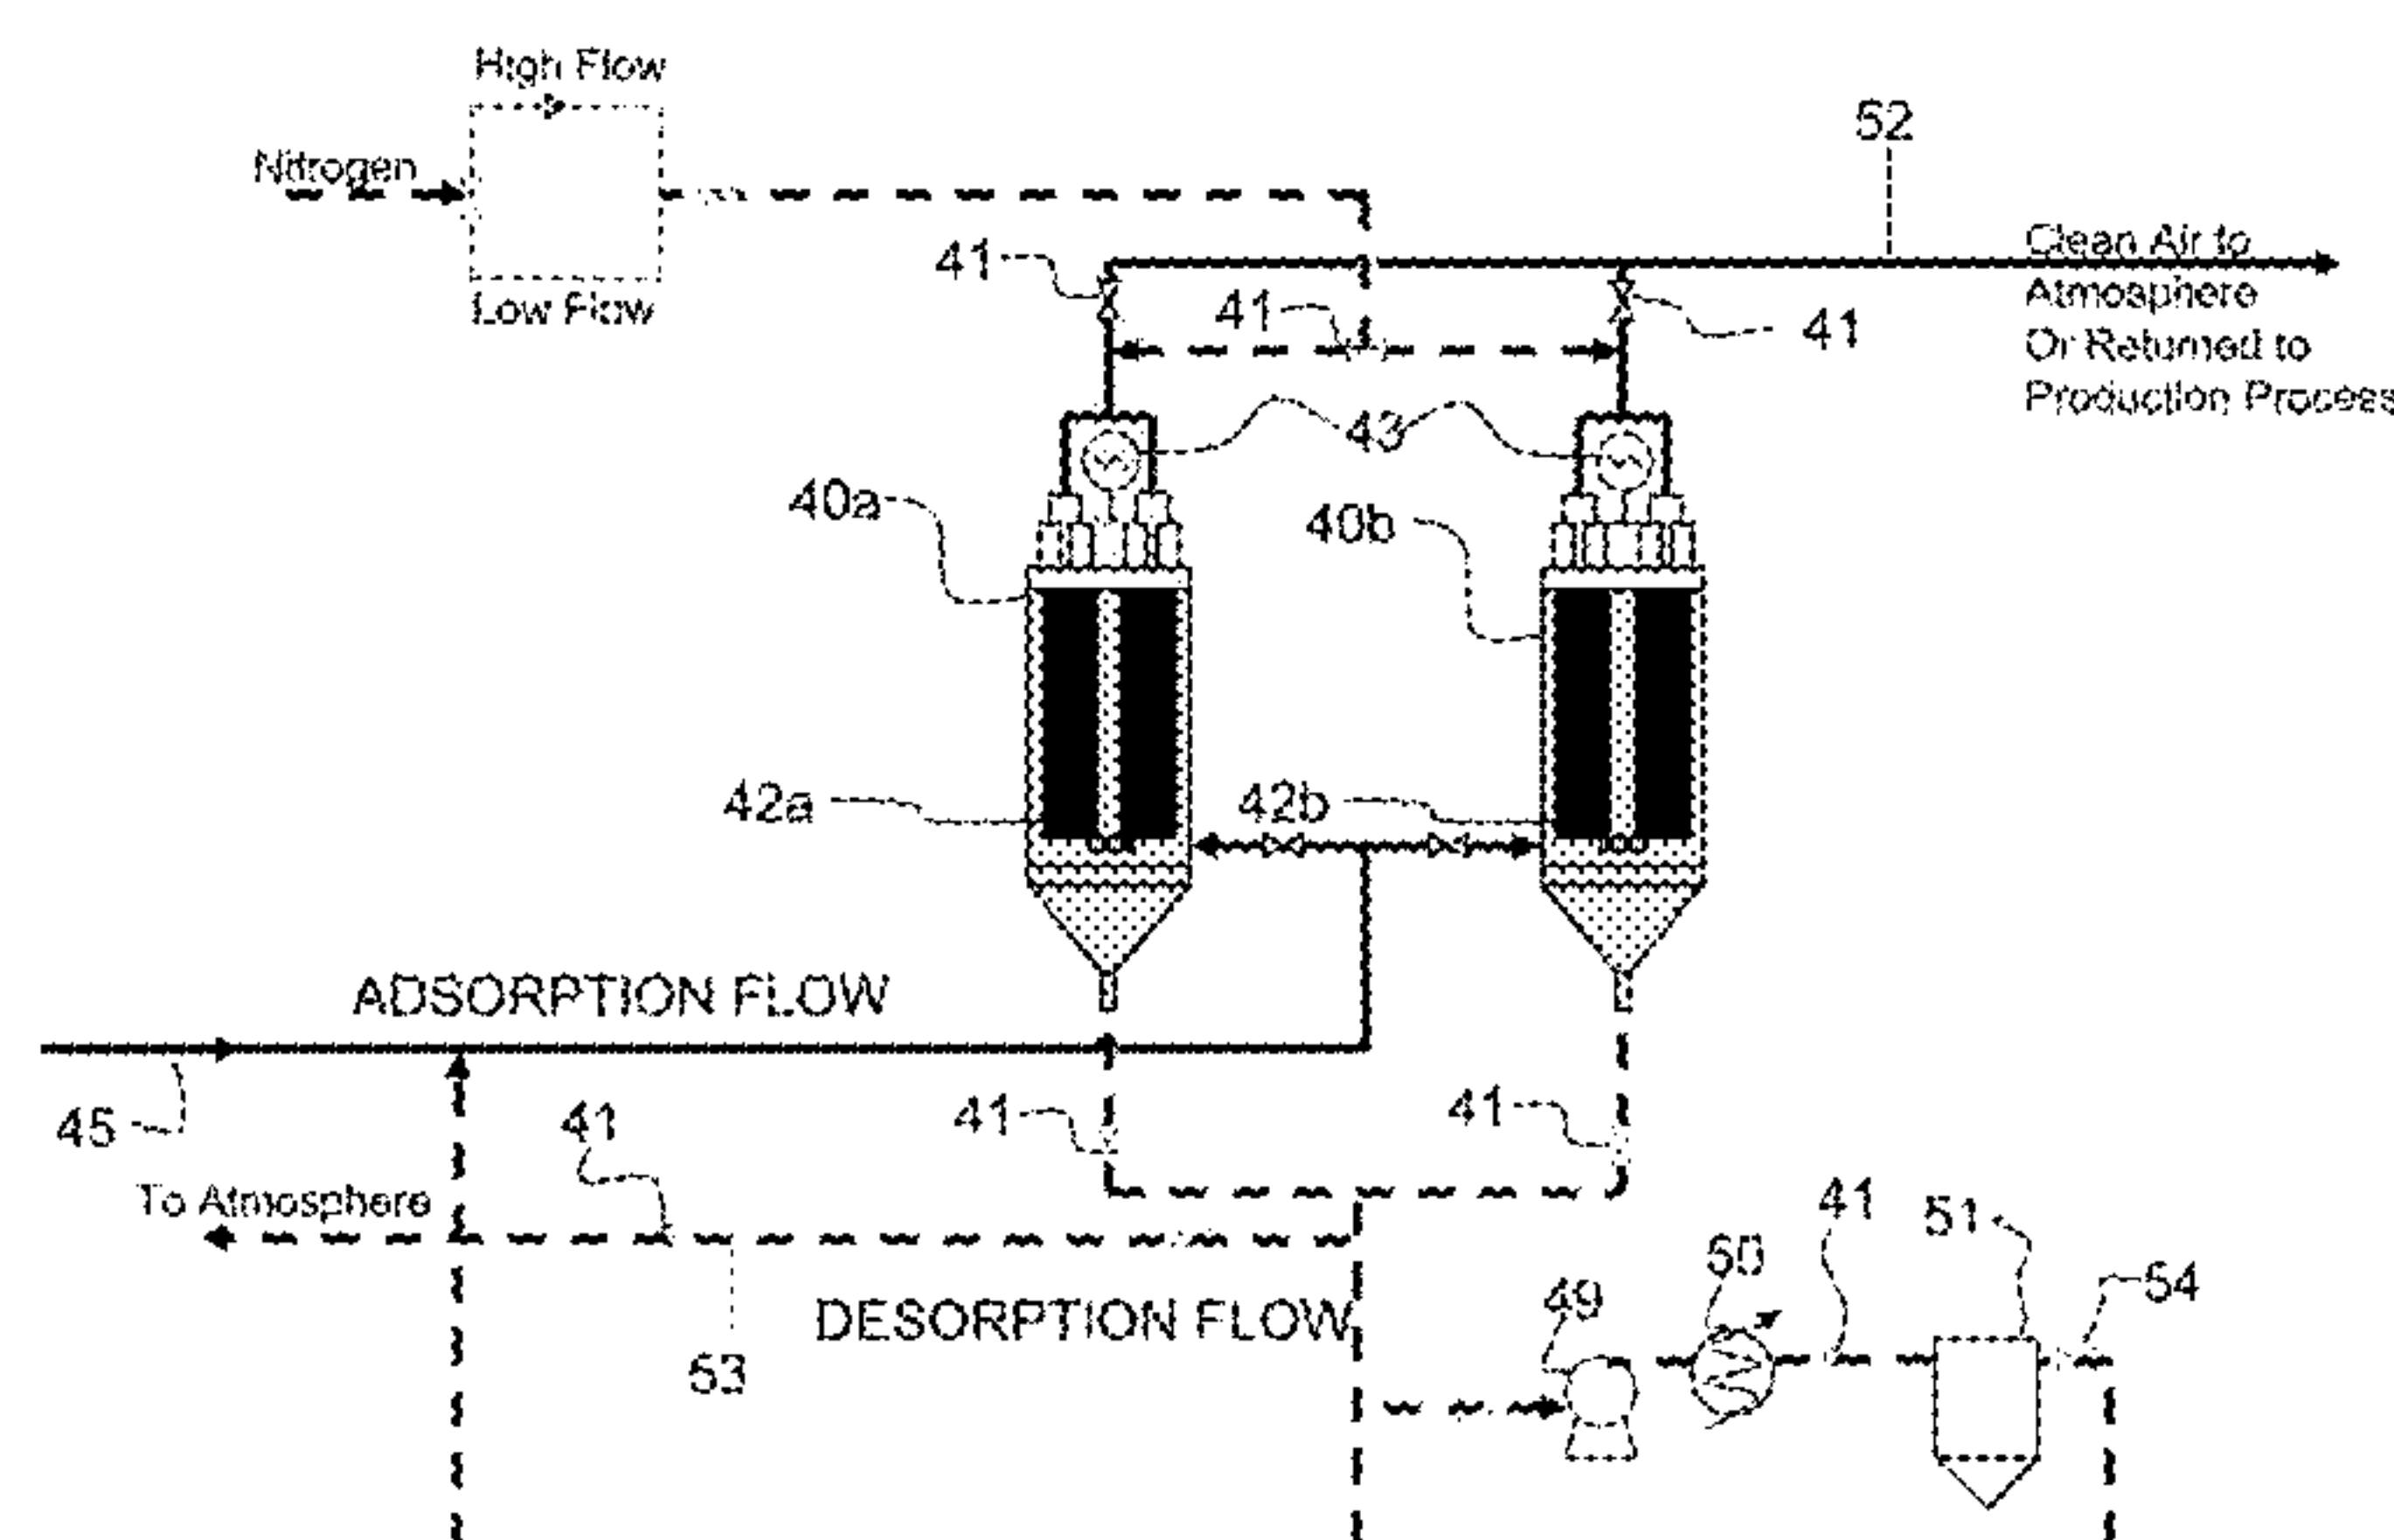 High Flow
52
Nitrogen
Clean Air to
41
41
Low Flow
Atmosphere
41
Or Returned to
Production Process
43
40a
40b
42a
42b
ADSORPTION FLOW
45
41
41
41
To Atmosphere
41
51
50
54
49
DESORPTION FLOW
53